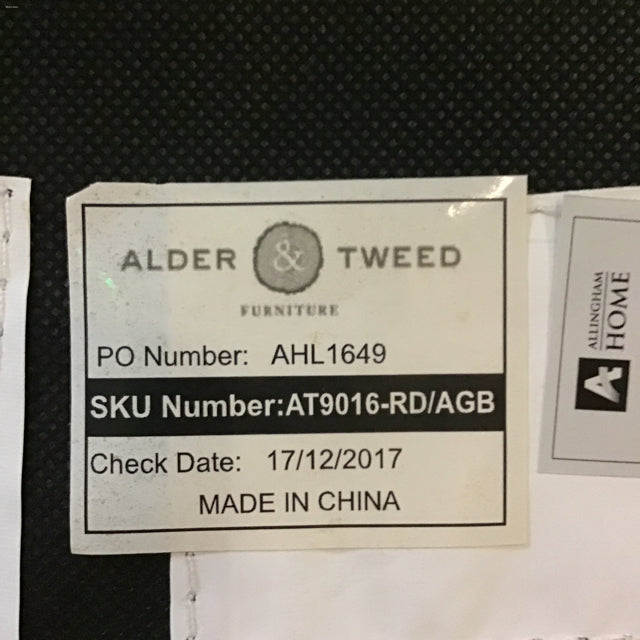 ALDER & TWEED
FURNITURE
PO Number: AHL1649
SKU Number:AT9016-RD/AGB
Check Date: 17/12/2017
MADE IN CHINA
A ALLINGHAM
HOME